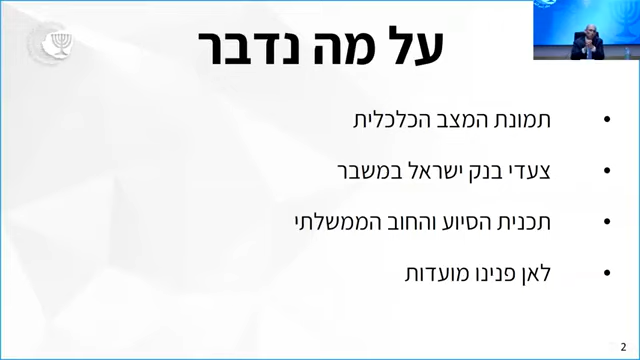 על מה נדבר
• תמונת המצב הכלכלית
• צעדי בנק ישראל במשבר
• תכנית הסיוע והחוב הממשלתי
• לאן פנינו מועדות
2